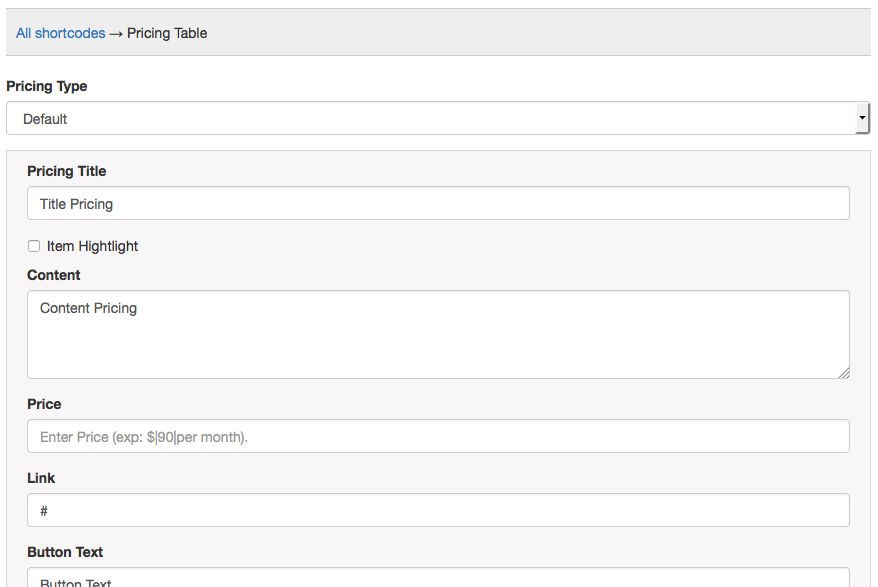 All shortcodes → Pricing Table
Pricing Type
Default
Pricing Title
Title Pricing
Item Hightlight
Content
Content Pricing
Price
Enter Price (exp: $|90|per month).
Link
#
Button Text
Button Text